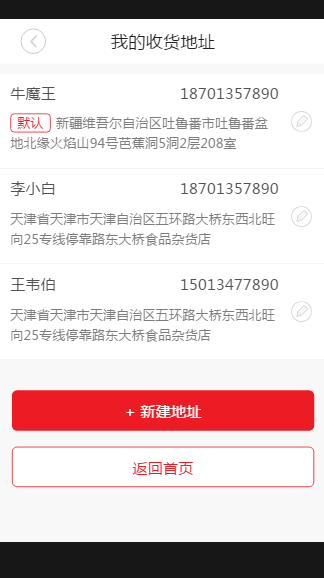 我的收货地址
牛魔王 18701357890
默认 新疆维吾尔自治区吐鲁番市吐鲁番盆
地北缘火焰山94号芭蕉洞5洞2层208室
李小白 18701357890
天津省天津市天津自治区五环路大桥东西北旺
向25专线停靠路东大桥食品杂货店
王韦伯 15013477890
天津省天津市天津自治区五环路大桥东西北旺
向25专线停靠路东大桥食品杂货店
+ 新建地址
返回首页